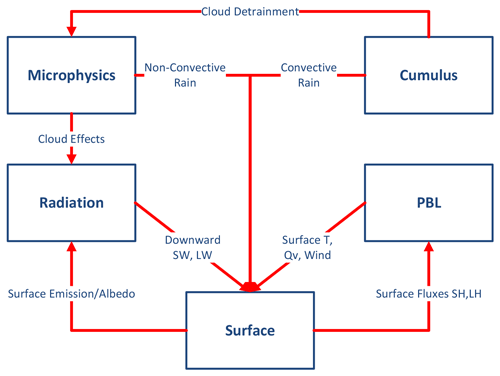 Cloud Detrainment
Microphysics
Non-Convective
Rain
Convective
Rain
Cumulus
Cloud Effects
Radiation
PBL
Downward
SW, LW
Surface T,
Qv, Wind
Surface Emission/Albedo
Surface Fluxes SH,LH
Surface